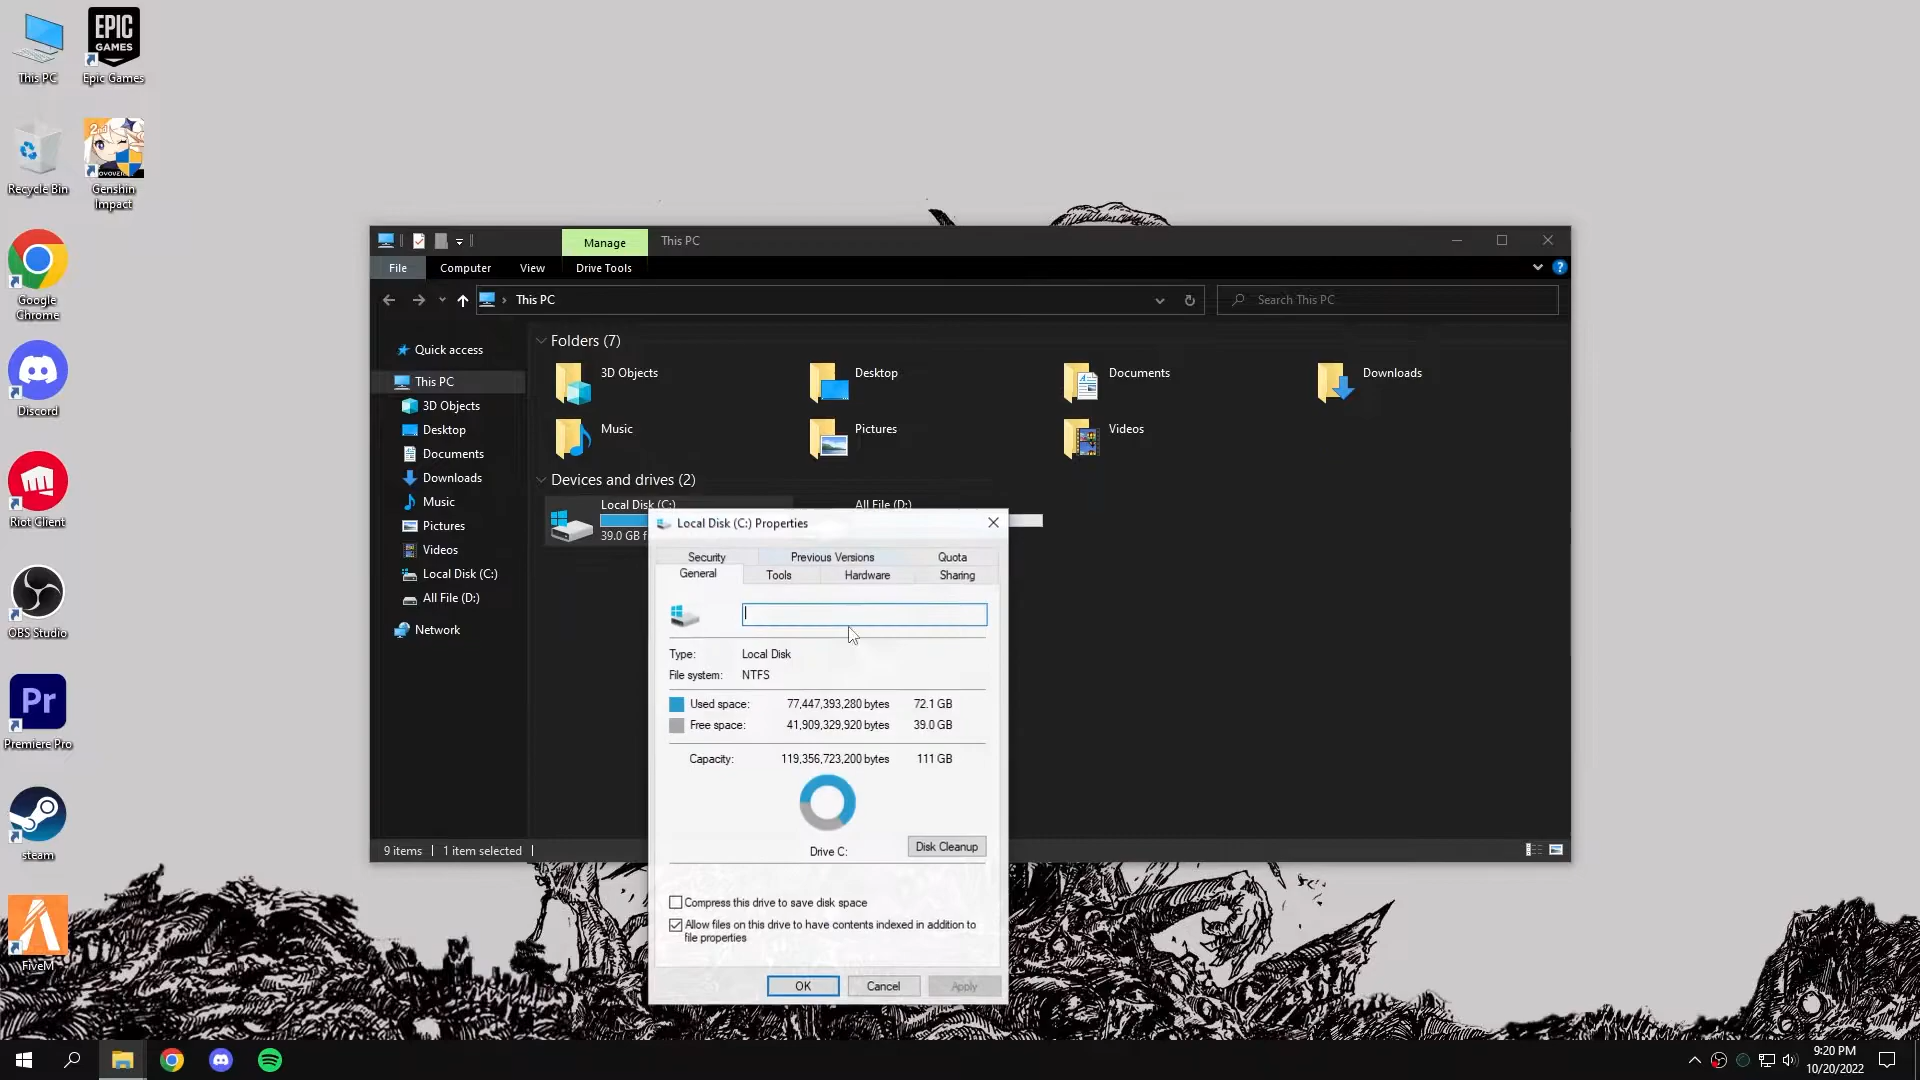 This PC
EPIC
GAMES
Epic Games
Recycle Bin
2nd
Genshin
Impact
Google
Chrome
Discord
Riot Client
OBS Studio
Pr
Premiere Pro
steam
FiveM
Manage
This PC
File
Computer
View
Drive Tools
This PC
Search This PC
Quick access
This PC
3D Objects
Desktop
Documents
Downloads
Music
Pictures
Videos
Local Disk (C:)
All File (D:)
Network
Folders (7)
3D Objects
Desktop
Documents
Downloads
Music
Pictures
Videos
Devices and drives (2)
Local Disk (C:)
39.0 GB f
All File (D:)
9 items
1 item selected
Local Disk (C:) Properties
Security
Previous Versions
Quota
General
Tools
Hardware
Sharing
Type: Local Disk
File system: NTFS
Used space: 77,447,393,280 bytes 72.1 GB
Free space: 41,909,329,920 bytes 39.0 GB
Capacity: 119,356,723,200 bytes 111 GB
Drive C:
Disk Cleanup
Compress this drive to save disk space
Allow files on this drive to have contents indexed in addition to
file properties
OK
Cancel
Apply
9:20 PM
10/20/2022